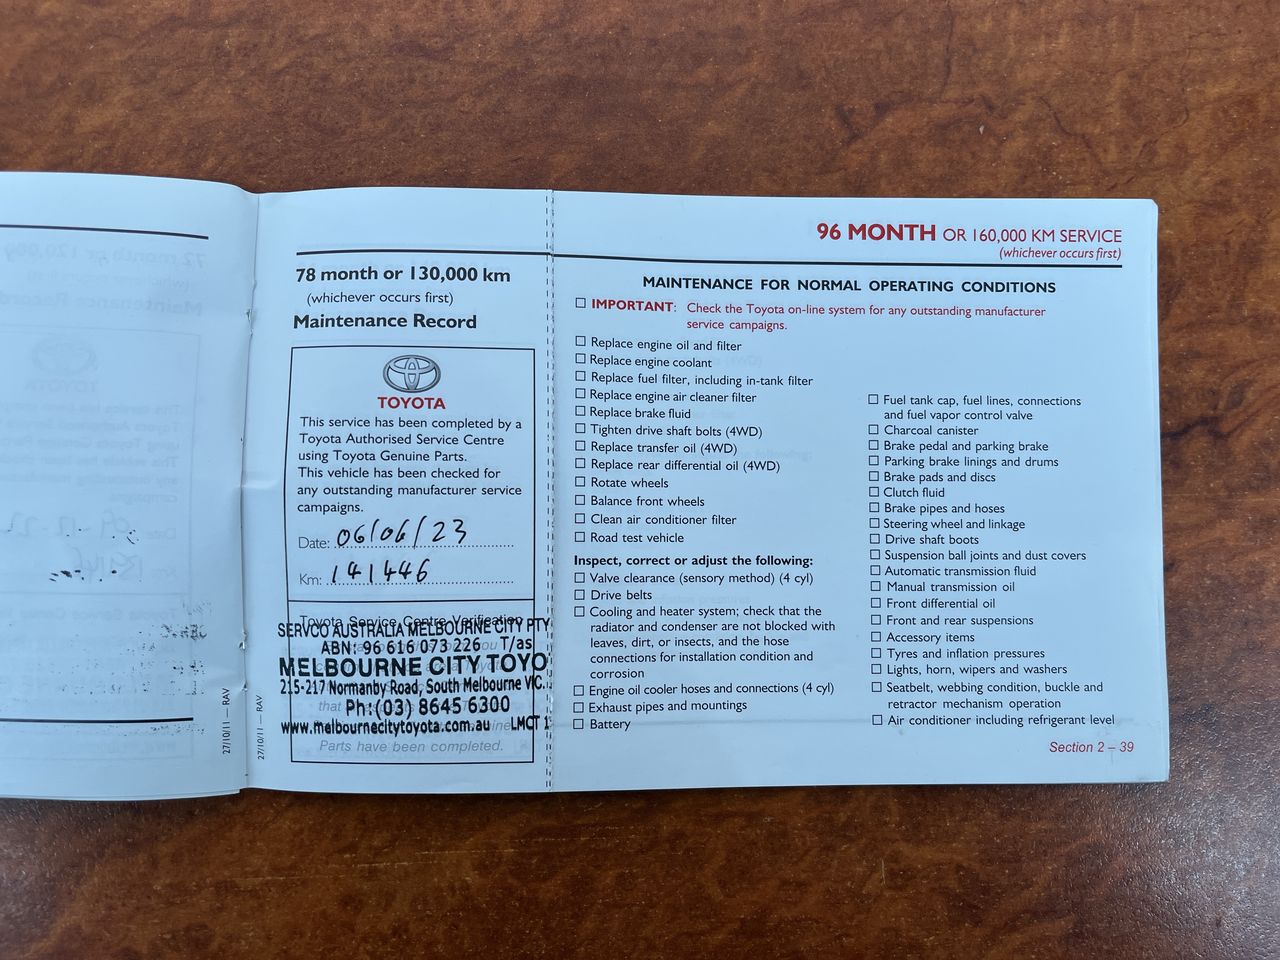 78 month or 130,000 km
(whichever occurs first)
Maintenance Record
TOYOTA
This service has been completed by a
Toyota Authorised Service Centre
using Toyota Genuine Parts.
This vehicle has been checked for
any outstanding manufacturer service
campaigns.
Date: 06/06/23
Km: 141446
Toyota Service Centre Verification
SERVCO AUSTRALIA MELBOURNE CITY PTY
ABN: 96 616 073 226 T/as
MELBOURNE CITY TOYO
215-217 Normanby Road, South Melbourne VIC.
Ph:(03) 8645 6300
www.melbournecitytoyota.com.au LMCT 1
Parts have been completed.
27/10/11 — RAV
27/10/11 — RAV
96 MONTH OR 160,000 KM SERVICE
(whichever occurs first)
MAINTENANCE FOR NORMAL OPERATING CONDITIONS
IMPORTANT: Check the Toyota on-line system for any outstanding manufacturer
service campaigns.
Replace engine oil and filter
Replace engine coolant
Replace fuel filter, including in-tank filter
Replace engine air cleaner filter
Replace brake fluid
Tighten drive shaft bolts (4WD)
Replace transfer oil (4WD)
Replace rear differential oil (4WD)
Rotate wheels
Balance front wheels
Clean air conditioner filter
Road test vehicle
Inspect, correct or adjust the following:
Valve clearance (sensory method) (4 cyl)
Drive belts
Cooling and heater system; check that the
radiator and condenser are not blocked with
leaves, dirt, or insects, and the hose
connections for installation condition and
corrosion
Engine oil cooler hoses and connections (4 cyl)
Exhaust pipes and mountings
Battery
Fuel tank cap, fuel lines, connections
and fuel vapor control valve
Charcoal canister
Brake pedal and parking brake
Parking brake linings and drums
Brake pads and discs
Clutch fluid
Brake pipes and hoses
Steering wheel and linkage
Drive shaft boots
Suspension ball joints and dust covers
Automatic transmission fluid
Manual transmission oil
Front differential oil
Front and rear suspensions
Accessory items
Tyres and inflation pressures
Lights, horn, wipers and washers
Seatbelt, webbing condition, buckle and
retractor mechanism operation
Air conditioner including refrigerant level
Section 2 – 39